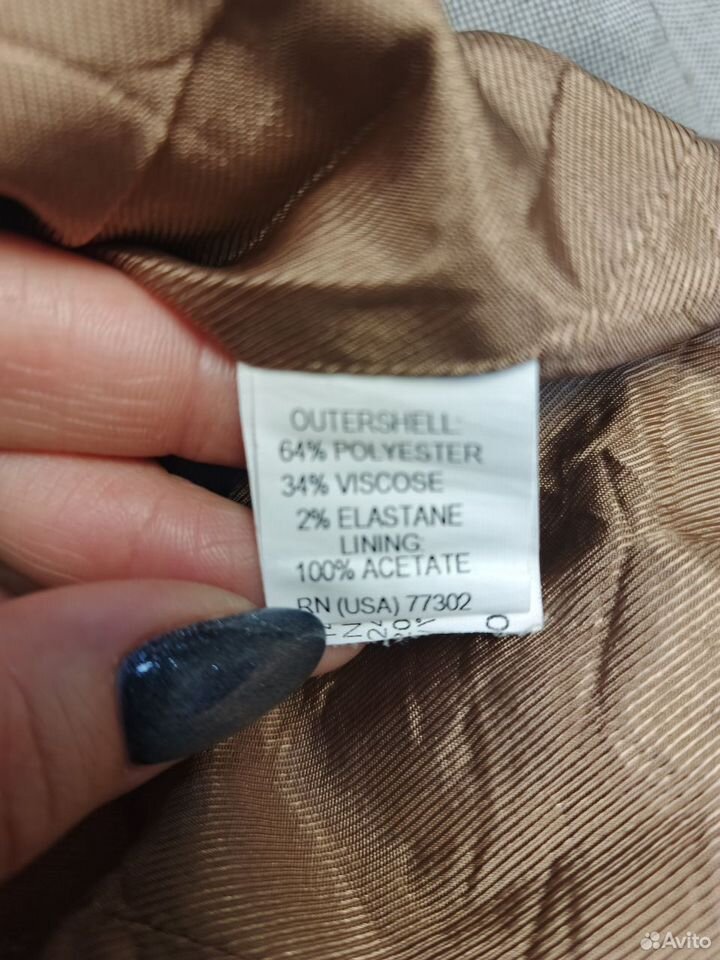 OUTERSHELL:
64% POLYESTER
34% VISCOSE
2% ELASTANE
LINING:
100% ACETATE
RN (USA) 77302
Avito